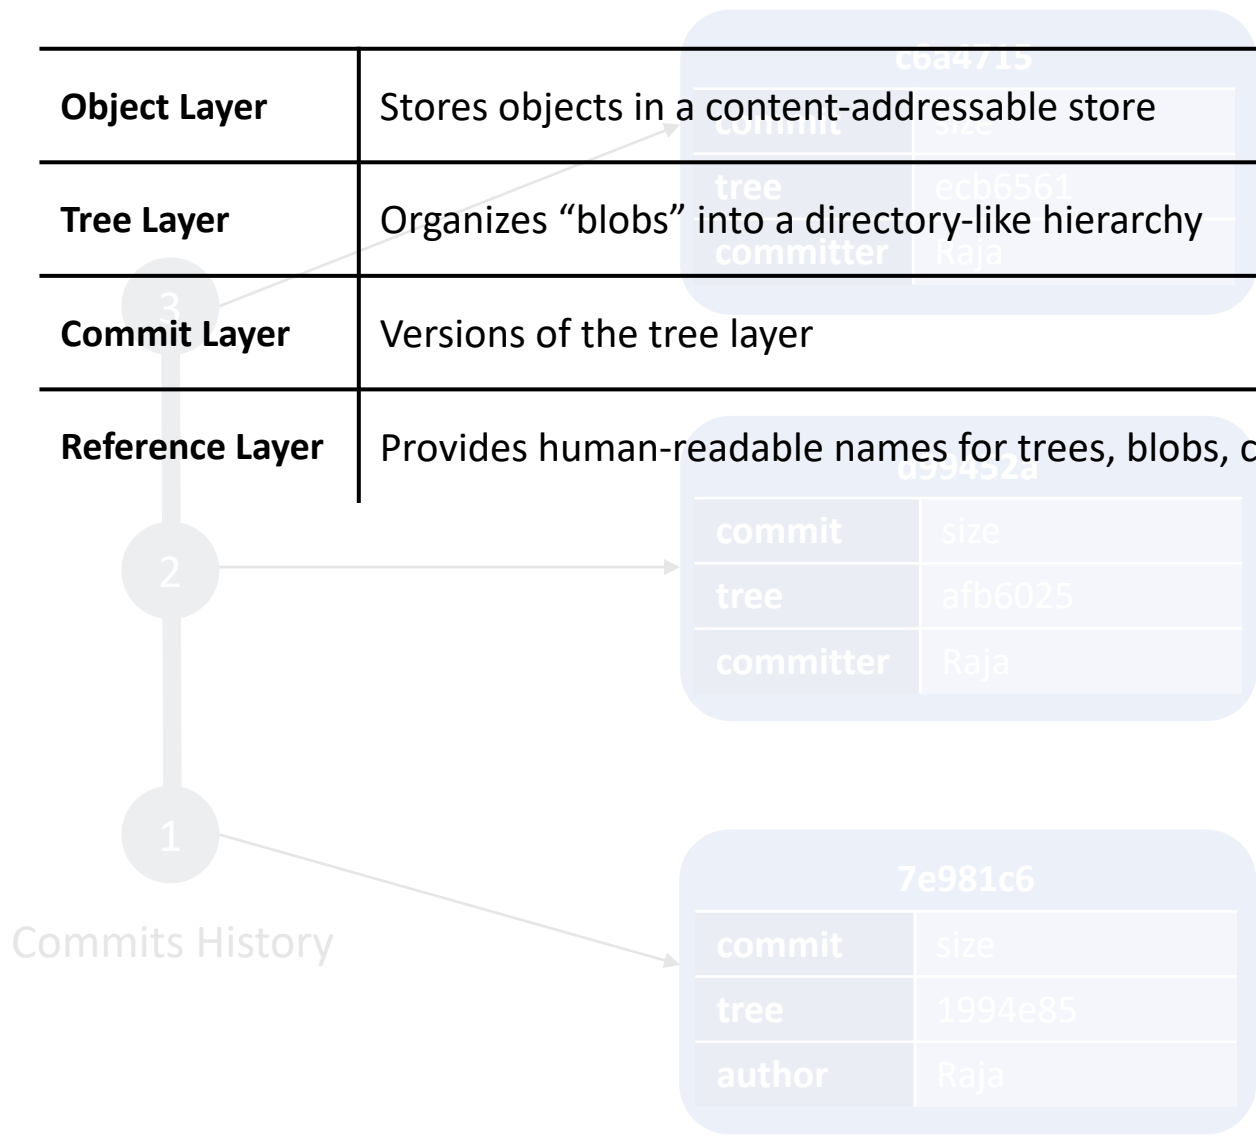 c6a4715
Object Layer Stores objects in a content-addressable store
commit size
tree ecb6561
Tree Layer Organizes “blobs” into a directory-like hierarchy
committer Raja
3
Commit Layer Versions of the tree layer
Reference Layer Provides human-readable names for trees, blobs,
d99452a
commit size
2
tree afb6025
committer Raja
1
7e981c6
Commits History
commit size
tree 1994e85
author Raja